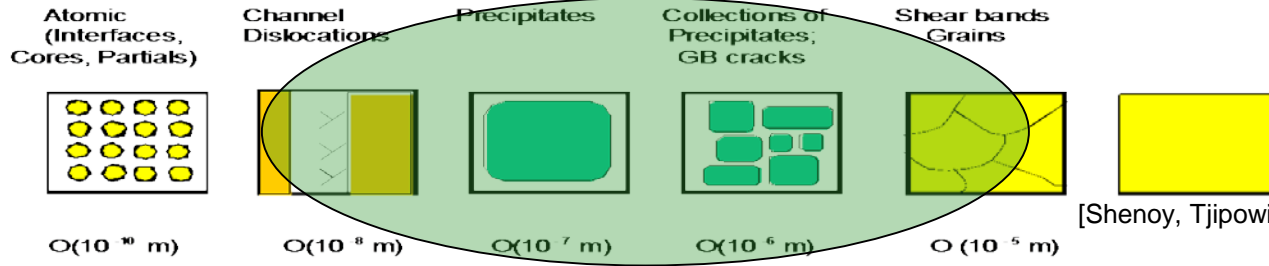 Atomic
(Interfaces,
Cores, Partials)
Channel
Dislocations
Precipitates
Collections of
Precipitates;
GB cracks
Shear bands
Grains
[Shenoy, Tjipowi
O(10⁻¹⁰ m)
O(10⁻⁸ m)
O(10⁻⁷ m)
O(10⁻⁶ m)
O (10⁻⁵ m)